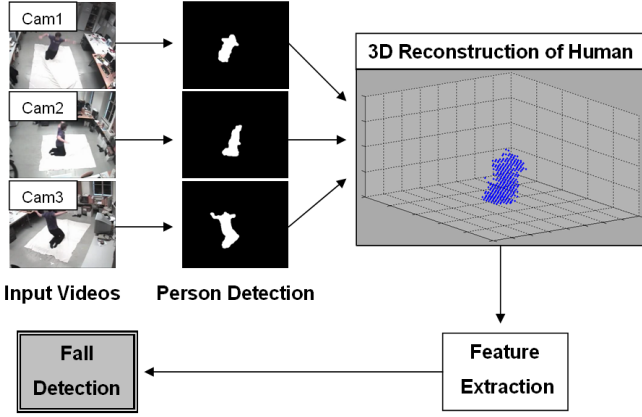 Cam1
Cam2
Cam3
3D Reconstruction of Human
Input Videos
Person Detection
Fall
Detection
Feature
Extraction